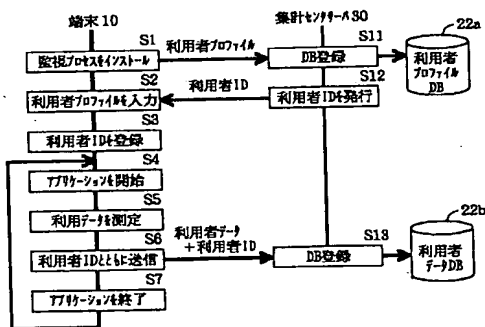 端末10
集計センタサーバ30
22a
S1
監視プロセスをインストール
利用者プロファイル
S11
DB登録
利用者
プロファイル
DB
S2
利用者プロファイルを入力
利用者ID
S12
利用者IDを発行
S3
利用者IDを登録
S4
アプリケーションを開始
S5
利用データを測定
S6
利用者IDとともに送信
利用者データ
+利用者ID
S13
DB登録
22b
利用者
データDB
S7
アプリケーションを終了